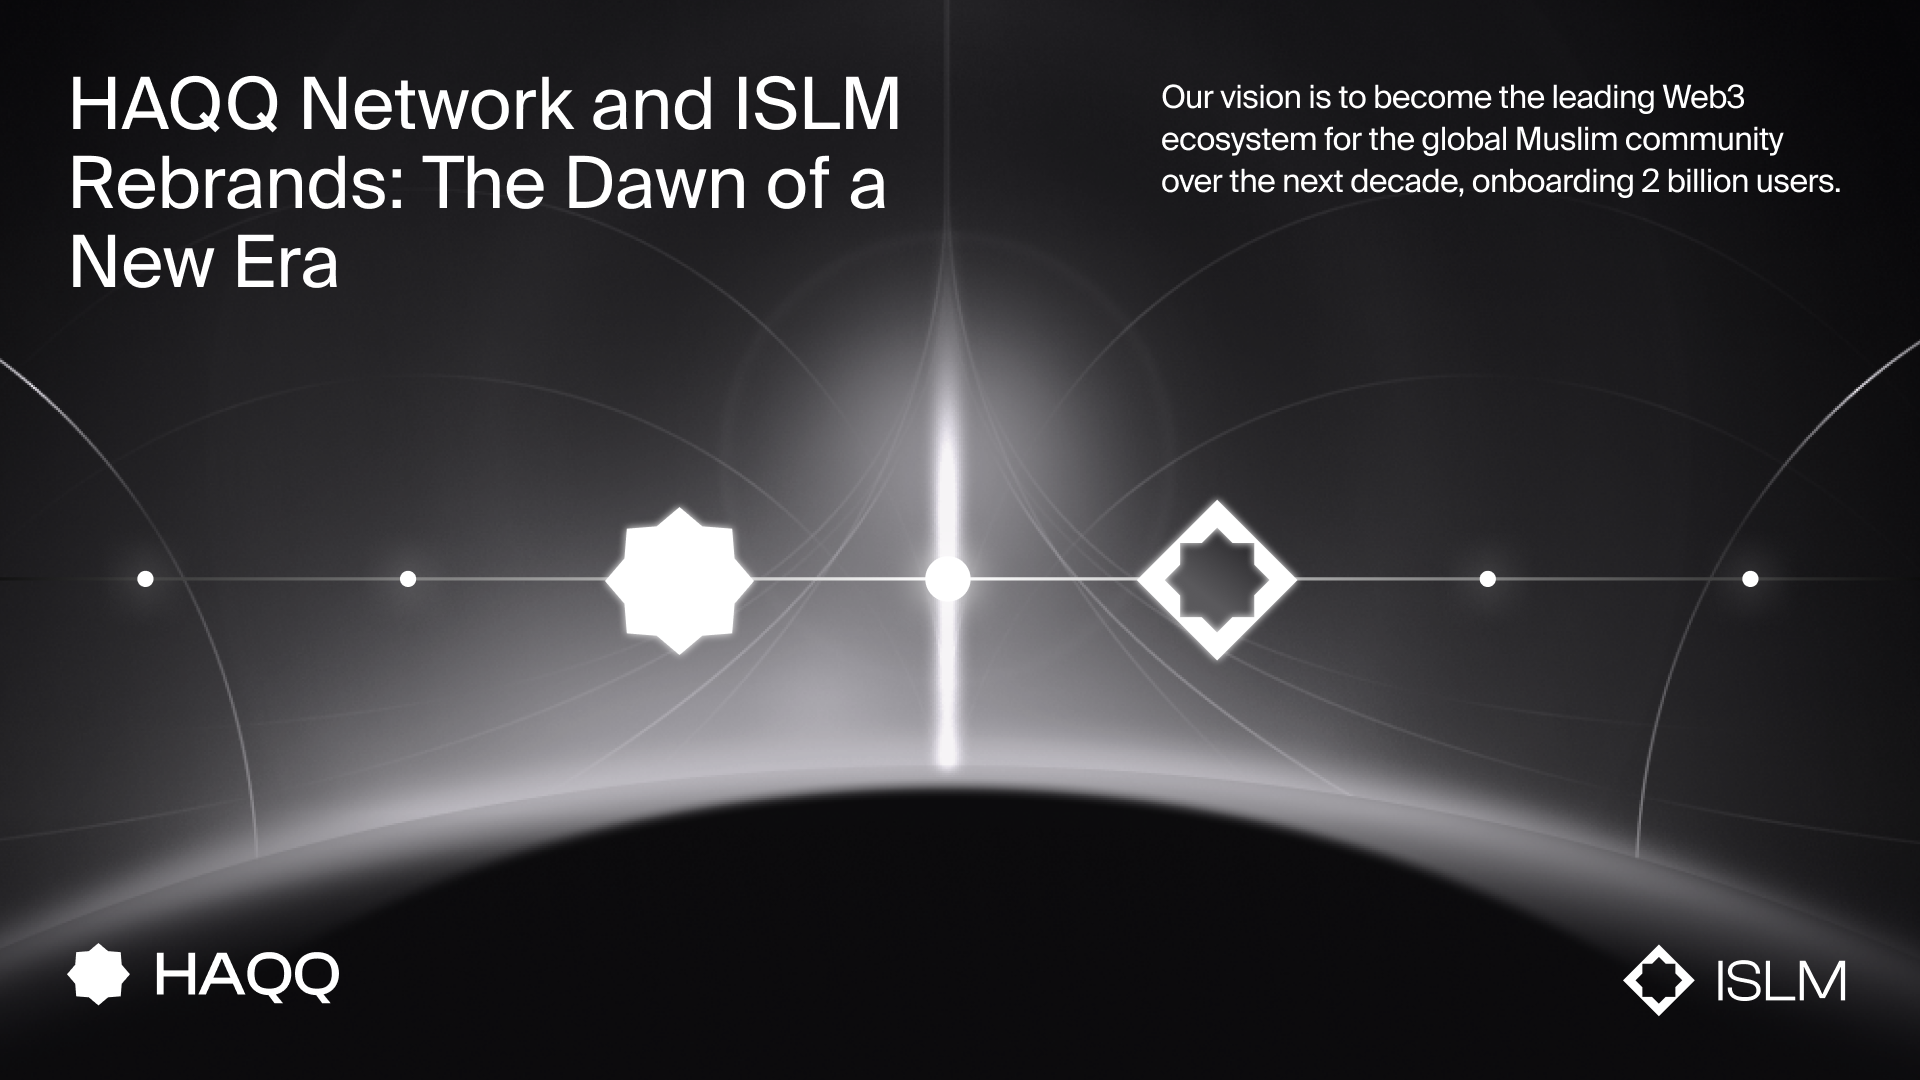 HAQQ Network and ISLM
Rebrands: The Dawn of a
New Era
Our vision is to become the leading Web3
ecosystem for the global Muslim community
over the next decade, onboarding 2 billion users.
HAQQ
ISLM